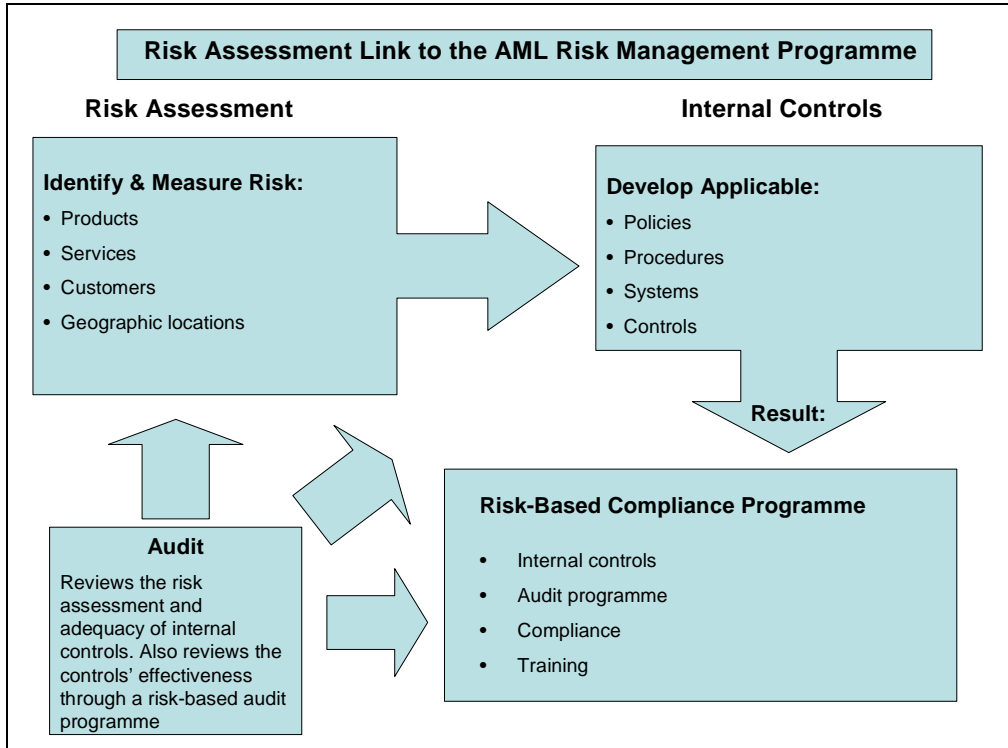 Risk Assessment Link to the AML Risk Management Programme
Risk Assessment
Identify & Measure Risk:
• Products
• Services
• Customers
• Geographic locations
Internal Controls
Develop Applicable:
• Policies
• Procedures
• Systems
• Controls
Result:
Risk-Based Compliance Programme
• Internal controls
• Audit programme
• Compliance
• Training
Audit
Reviews the risk
assessment and
adequacy of internal
controls. Also reviews the
controls’ effectiveness
through a risk-based audit
programme